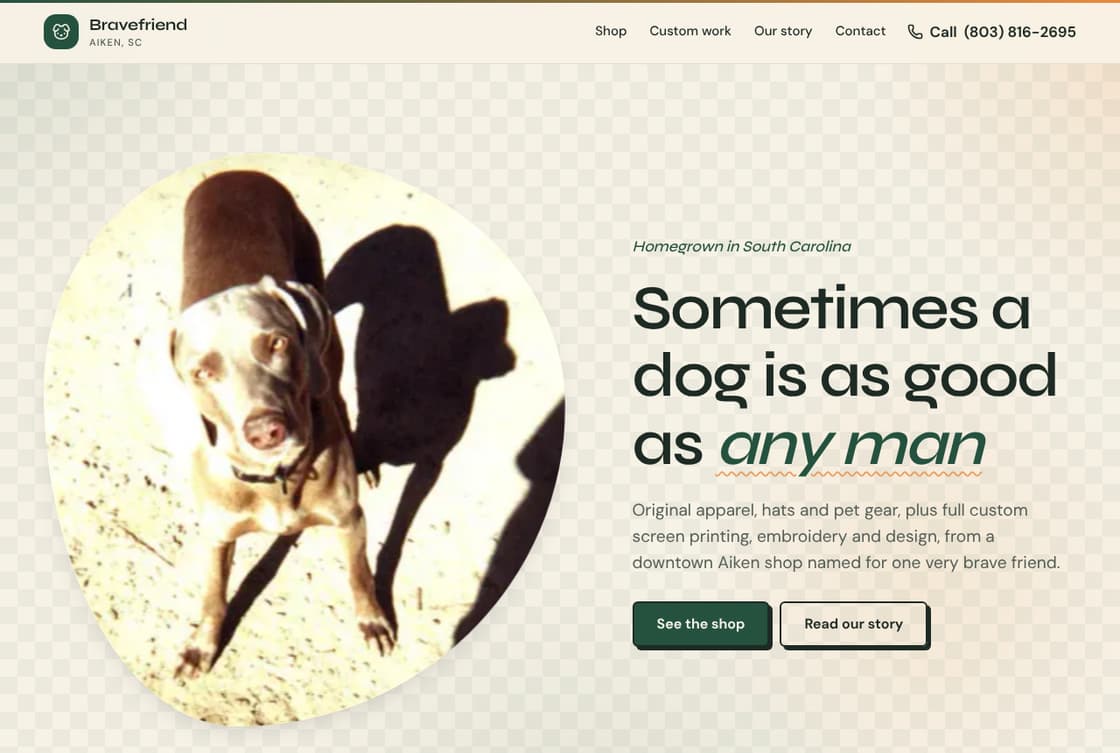 Bravefriend
AIKEN, SC
Shop
Custom work
Our story
Contact
Call (803) 816-2695
Homegrown in South Carolina
Sometimes a
dog is as good
as any man
Original apparel, hats and pet gear, plus full custom
screen printing, embroidery and design, from a
downtown Aiken shop named for one very brave friend.
See the shop
Read our story